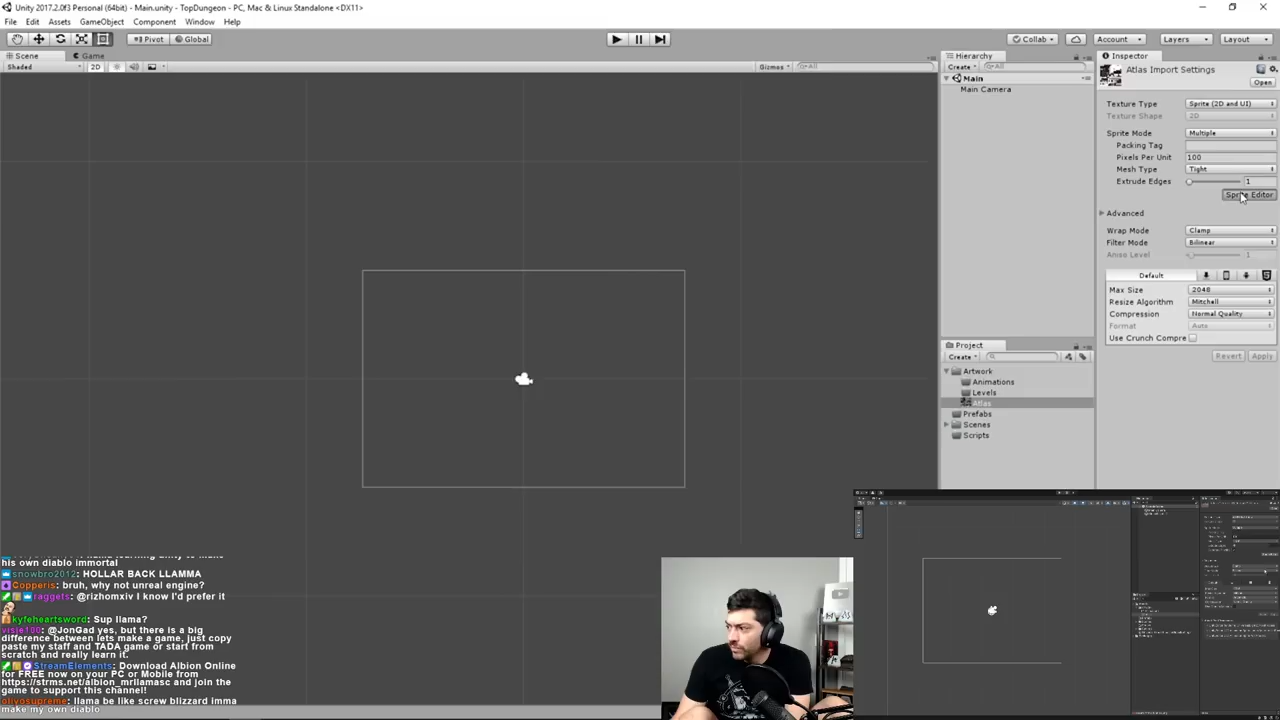 Unity 2017.2.0f3 Personal (64bit) - Main.unity - TopDungeon - PC, Mac & Linux Standalone <DX11>
File Edit Assets GameObject Component Window Help
Pivot Global Collab Account Layers Layout
Scene Game
Shaded 2D Gizmos All
Hierarchy
Create All
Main
Main Camera
Project
Create
Artwork
Animations
Levels
Atlas
Prefabs
Scenes
Scripts
Inspector
Atlas Import Settings
Open
Texture Type Sprite (2D and UI)
Texture Shape 2D
Sprite Mode Multiple
Packing Tag
Pixels Per Unit 100
Mesh Type Tight
Extrude Edges 1
Sprite Editor
Advanced
Wrap Mode Clamp
Filter Mode Bilinear
Aniso Level 1
Default
Max Size 2048
Resize Algorithm Mitchell
Compression Normal Quality
Format Auto
Use Crunch Compre
Revert Apply
his own diablo immortal
snowbro2012: HOLLAR BACK LLAMMA
Copperis: bruh, why not unreal engine?
raggets: @rizhomxiv I know I'd prefer it
kyfeheartsword: Sup llama?
visie100: @JonGad yes, but there is a big
difference between lets make a game, just copy
paste my staff and TADA game or start from
scratch and really learn it.
StreamElements: Download Albion Online
for FREE now on your PC or Mobile from
https://strms.net/albion_mrllamasc and join the
game to support this channel!
olivosupreme: llama be like screw blizzard imma
make my own diablo